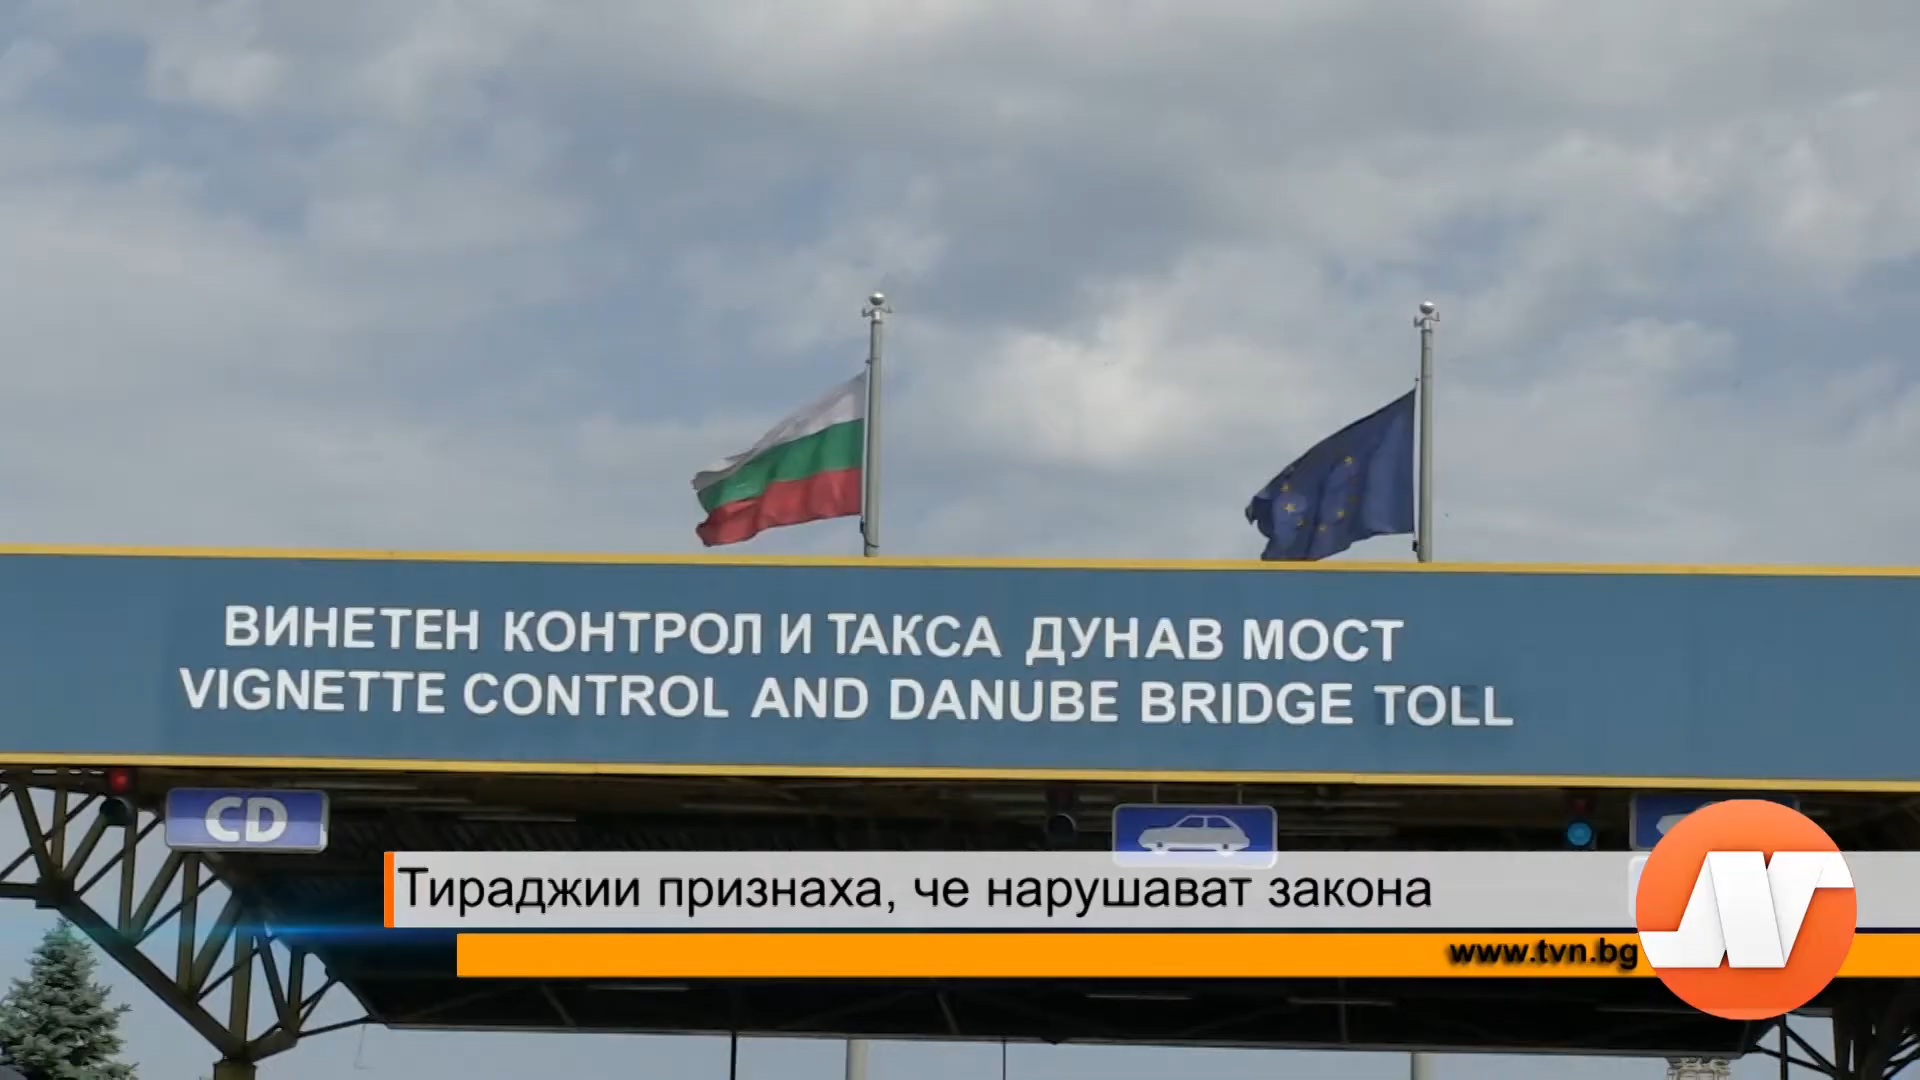 ВИНЕТЕН КОНТРОЛ И ТАКСА ДУНАВ МОСТ
VIGNETTE CONTROL AND DANUBE BRIDGE TOLL
CD
Тираджии признаха, че нарушават закона
www.tvn.bg